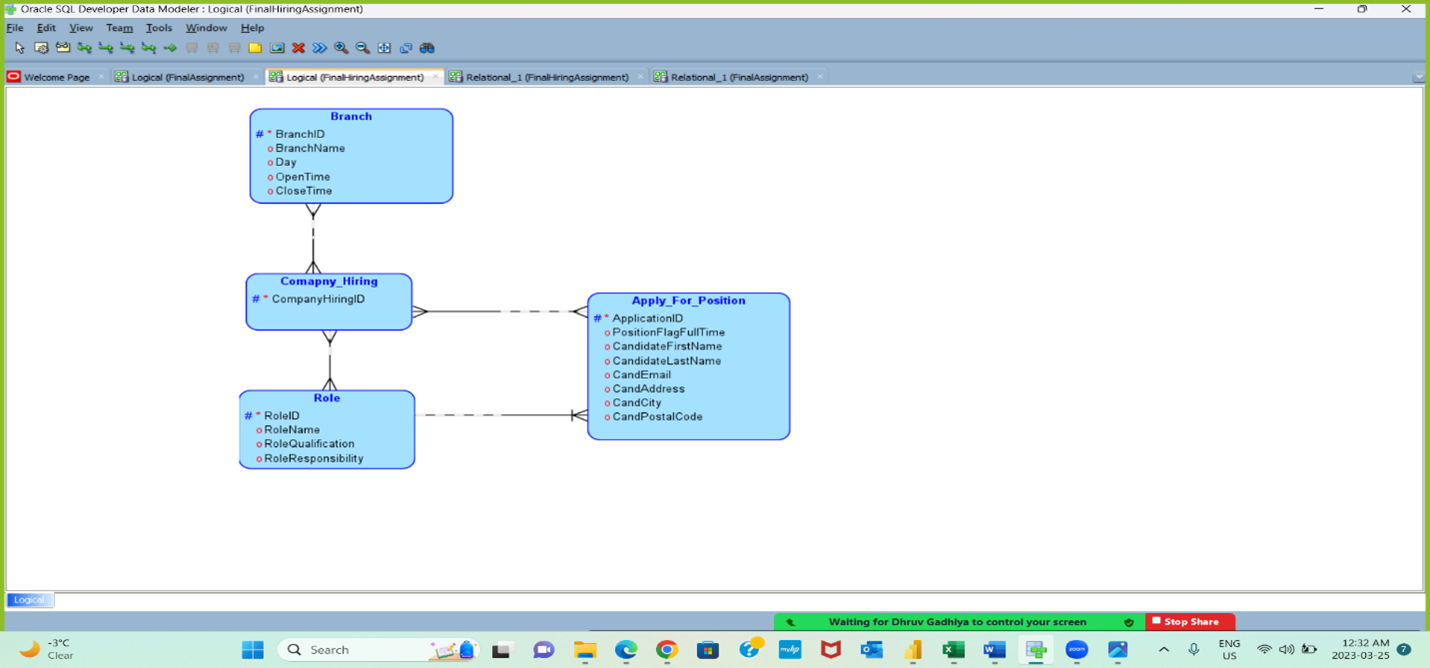 Oracle SQL Developer Data Modeler : Logical (FinalHiringAssignment)
File Edit View Team Tools Window Help
Welcome Page Logical (FinalAssignment) Logical (FinalHiringAssignment) Relational_1 (FinalHiringAssignment) Relational_1 (FinalAssignment)
Branch
# * BranchID
o BranchName
o Day
o OpenTime
o CloseTime
Comapny_Hiring
# * CompanyHiringID
Apply_For_Position
# * ApplicationID
o PositionFlagFullTime
o CandidateFirstName
o CandidateLastName
o CandEmail
o CandAddress
o CandCity
o CandPostalCode
Role
# * RoleID
o RoleName
o RoleQualification
o RoleResponsibility
Logical
Waiting for Dhruv Gadhiya to control your screen Stop Share
-3°C
Clear
Search
mvhp
zoom
ENG
US
12:32 AM
2023-03-25
7